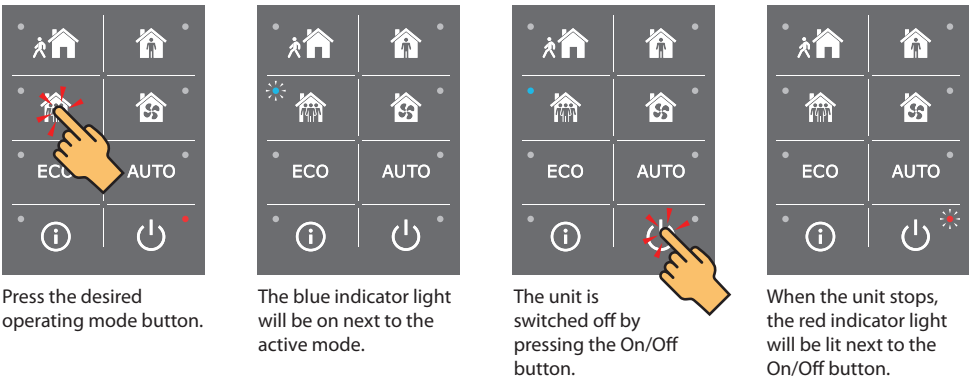 ECO AUTO
ECO AUTO
ECO AUTO
ECO AUTO
Press the desired
operating mode button.
The blue indicator light
will be on next to the
active mode.
The unit is
switched off by
pressing the On/Off
button.
When the unit stops,
the red indicator light
will be lit next to the
On/Off button.